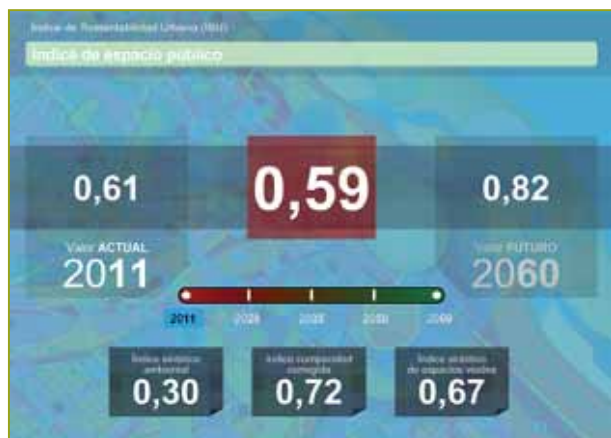 Índice de Sustentabilidad Urbana (ISU)
Índice de espacio público
0,61
0,59
0,82
Valor ACTUAL
2011
Valor FUTURO
2060
2011
2060
Índice sintético
ambiental
0,30
Índice compacidad
corregida
0,72
Índice sintético
de espacios viales
0,67